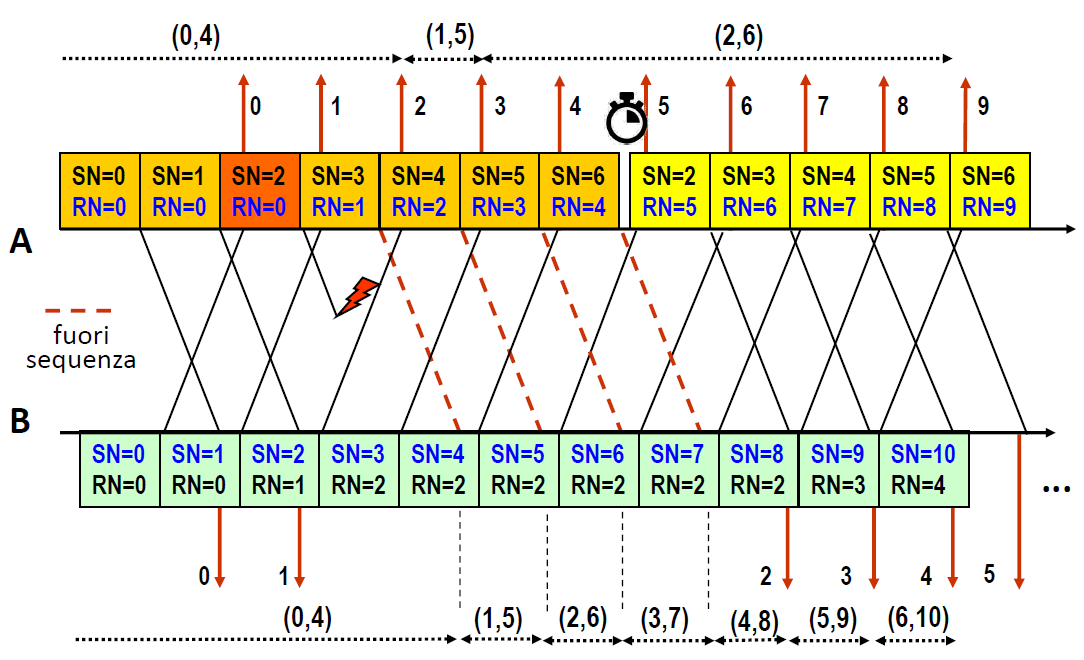 (0,4) (1,5) (2,6)
0 1 2 3 4 5 6 7 8 9
SN=0 SN=1 SN=2 SN=3 SN=4 SN=5 SN=6 SN=2 SN=3 SN=4 SN=5 SN=6
RN=0 RN=0 RN=0 RN=1 RN=2 RN=3 RN=4 RN=5 RN=6 RN=7 RN=8 RN=9
A
fuori
sequenza
B
SN=0 SN=1 SN=2 SN=3 SN=4 SN=5 SN=6 SN=7 SN=8 SN=9 SN=10
RN=0 RN=0 RN=1 RN=2 RN=2 RN=2 RN=2 RN=2 RN=2 RN=3 RN=4
...
0 1 2 3 4 5
(0,4) (1,5) (2,6) (3,7) (4,8) (5,9) (6,10)